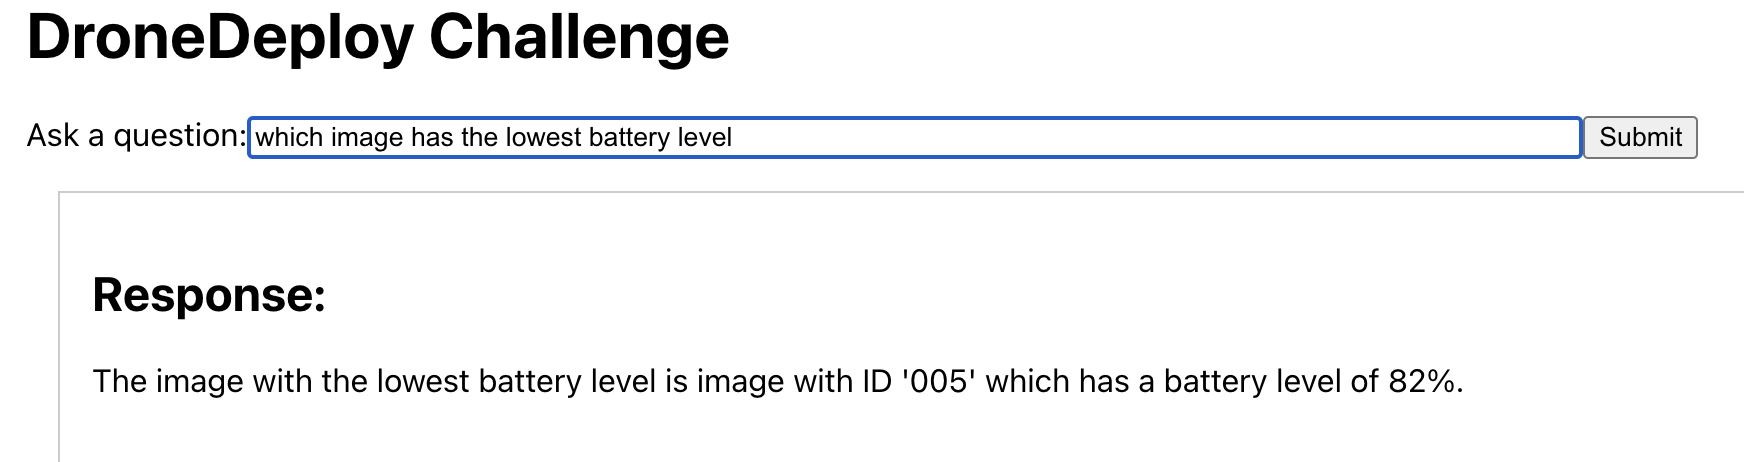 DroneDeploy Challenge
Ask a question: which image has the lowest battery level Submit
Response:
The image with the lowest battery level is image with ID '005' which has a battery level of 82%.